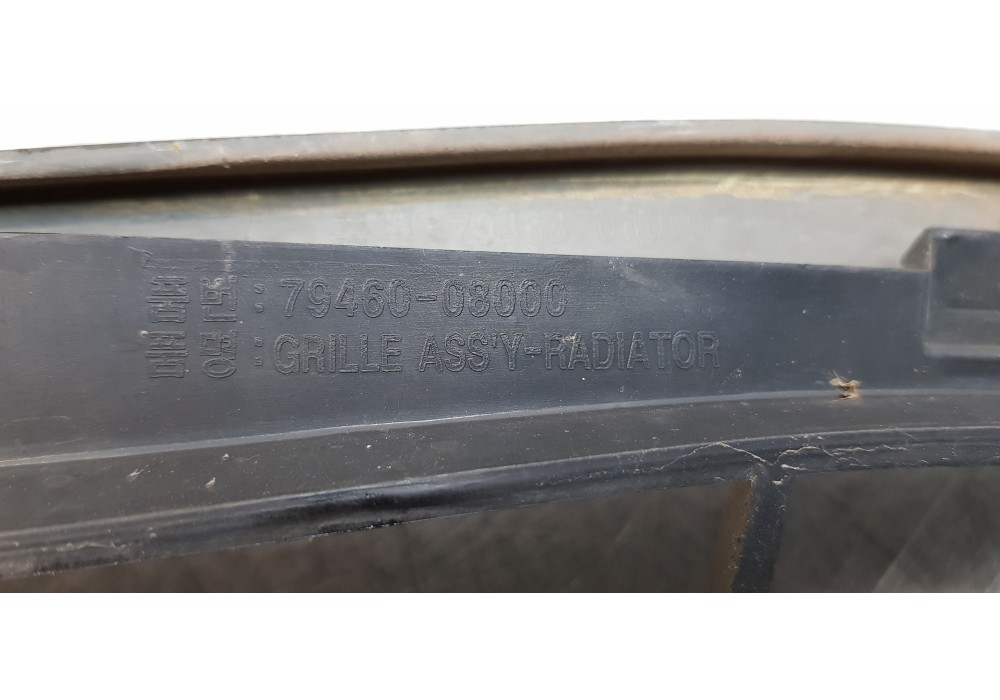 품번 : 79460-08000
품명 : GRILLE ASS'Y-RADIATOR